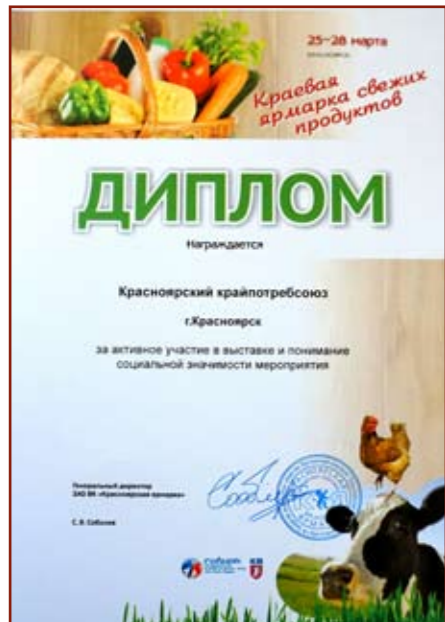 25-28 марта
Краевая
ярмарка свежих
продуктов
ДИПЛОМ
Награждается
Красноярский крайпотребсоюз
г.Красноярск
за активное участие в выставке и понимание
социальной значимости мероприятия
Генеральный директор
ЗАО ВК «Красноярская ярмарка»
С.В. Соболев